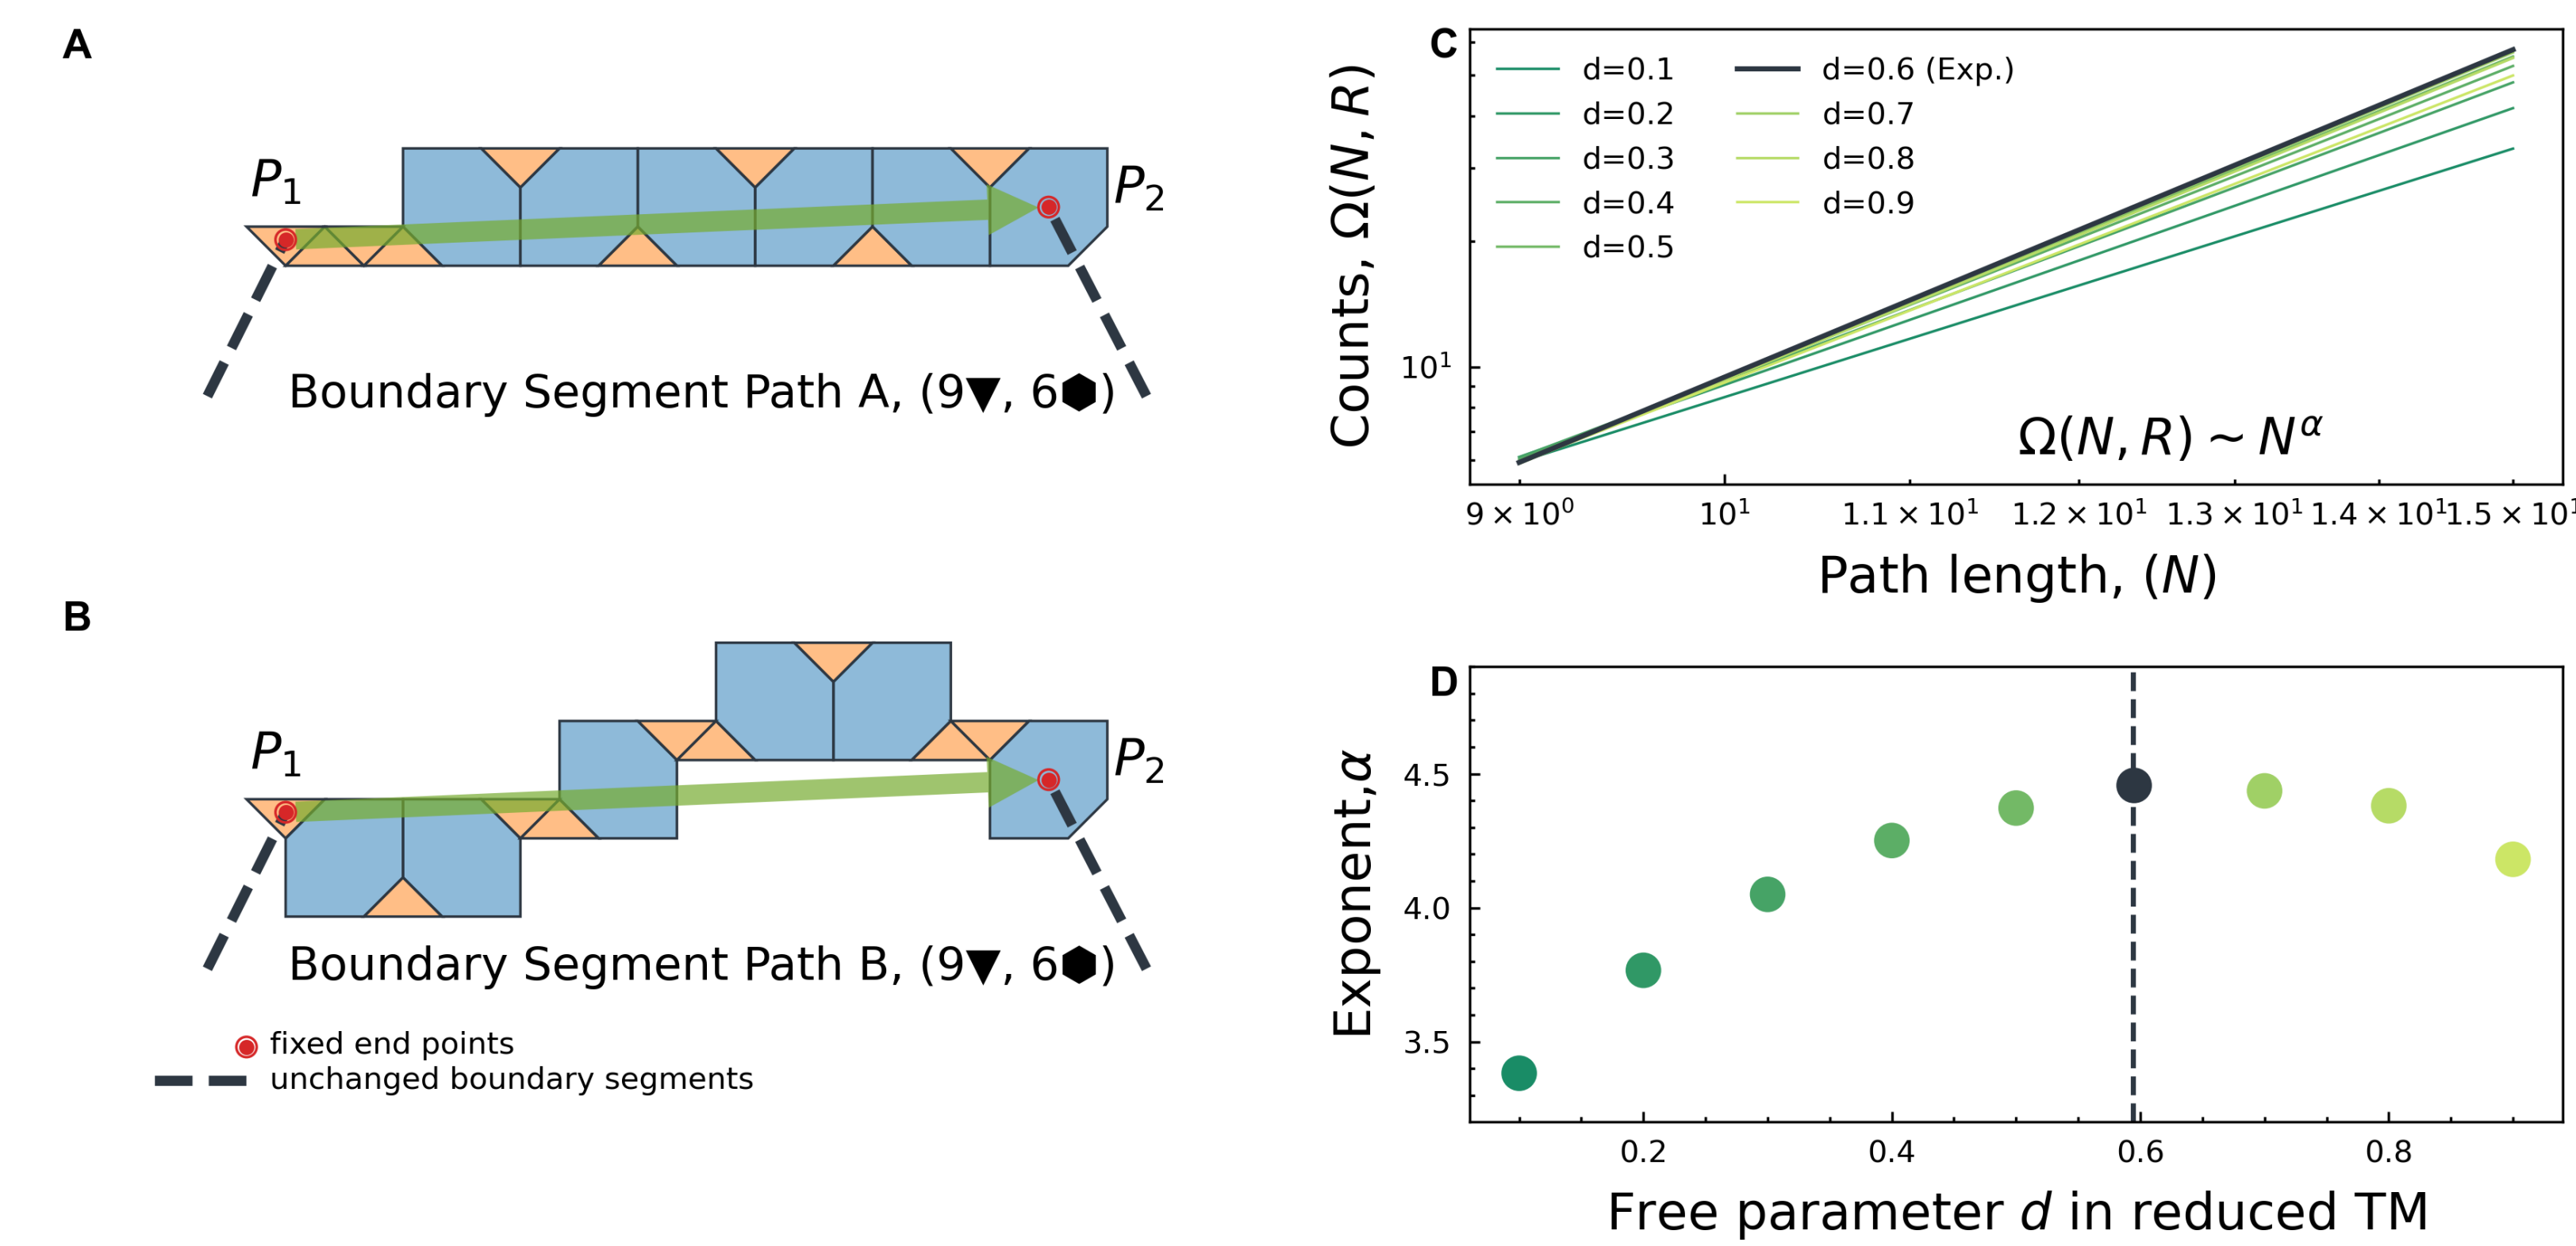 A
P₁
P₂
Boundary Segment Path A, (9▼, 6⬢)
B
P₁
P₂
Boundary Segment Path B, (9▼, 6⬢)
fixed end points
unchanged boundary segments
C
Counts, Ω(N, R)
d=0.1
d=0.2
d=0.3
d=0.4
d=0.5
d=0.6 (Exp.)
d=0.7
d=0.8
d=0.9
10¹
Ω(N, R) ~ N^α
9 × 10⁰ 10¹ 1.1 × 10¹ 1.2 × 10¹ 1.3 × 10¹ 1.4 × 10¹ 1.5 × 10¹
Path length, (N)
D
Exponent, α
4.5
4.0
3.5
0.2 0.4 0.6 0.8
Free parameter d in reduced TM